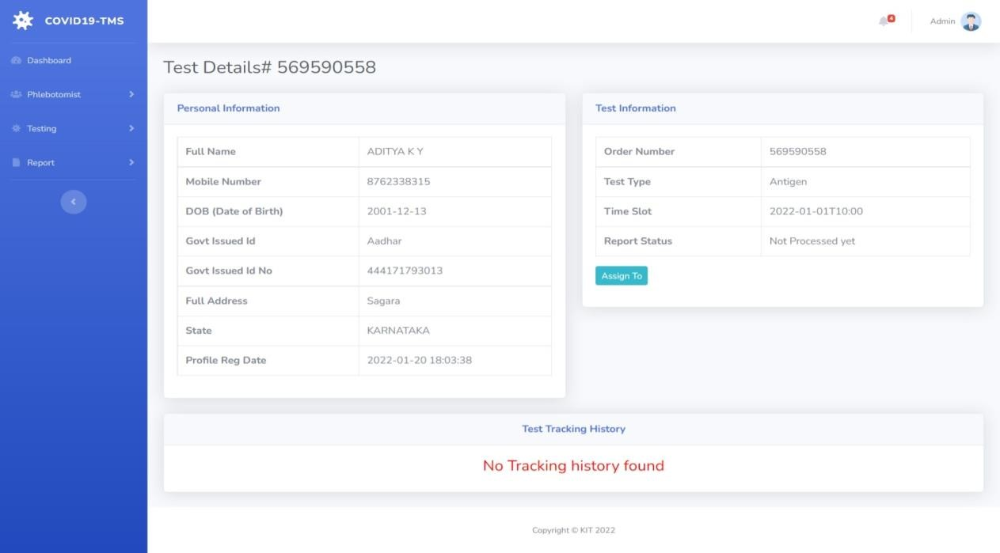 COVID19-TMS
4
Admin
Dashboard
Phlebotomist
Testing
Report
Test Details# 569590558
Personal Information
Full Name ADITYA K Y
Mobile Number 8762338315
DOB (Date of Birth) 2001-12-13
Govt Issued Id Aadhar
Govt Issued Id No 444171793013
Full Address Sagara
State KARNATAKA
Profile Reg Date 2022-01-20 18:03:38
Test Information
Order Number 569590558
Test Type Antigen
Time Slot 2022-01-01T10:00
Report Status Not Processed yet
Assign To
Test Tracking History
No Tracking history found
Copyright © KIT 2022